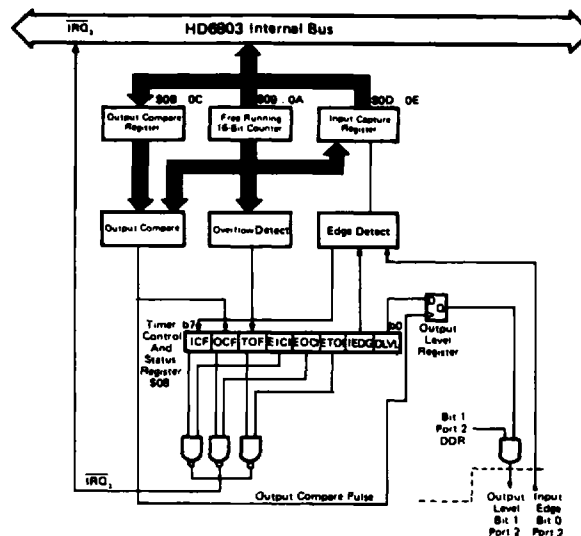 IRQ₃
HD6803 Internal Bus
$0B . 0C
$09 . 0A
$0D . 0E
Output Compare
Register
Free Running
16-Bit Counter
Input Capture
Register
Output Compare
Overflow Detect
Edge Detect
Timer
Control
And
Status
Register
$08
b7
b0
ICF OCF TOF EICI EOCI ETOI IEDG OLVL
D
Q
Output
Level
Register
Bit 1
Port 2
DDR
IRQ₃
Output Compare Pulse
Output
Level
Bit 1
Port 2
Input
Edge
Bit 0
Port 2